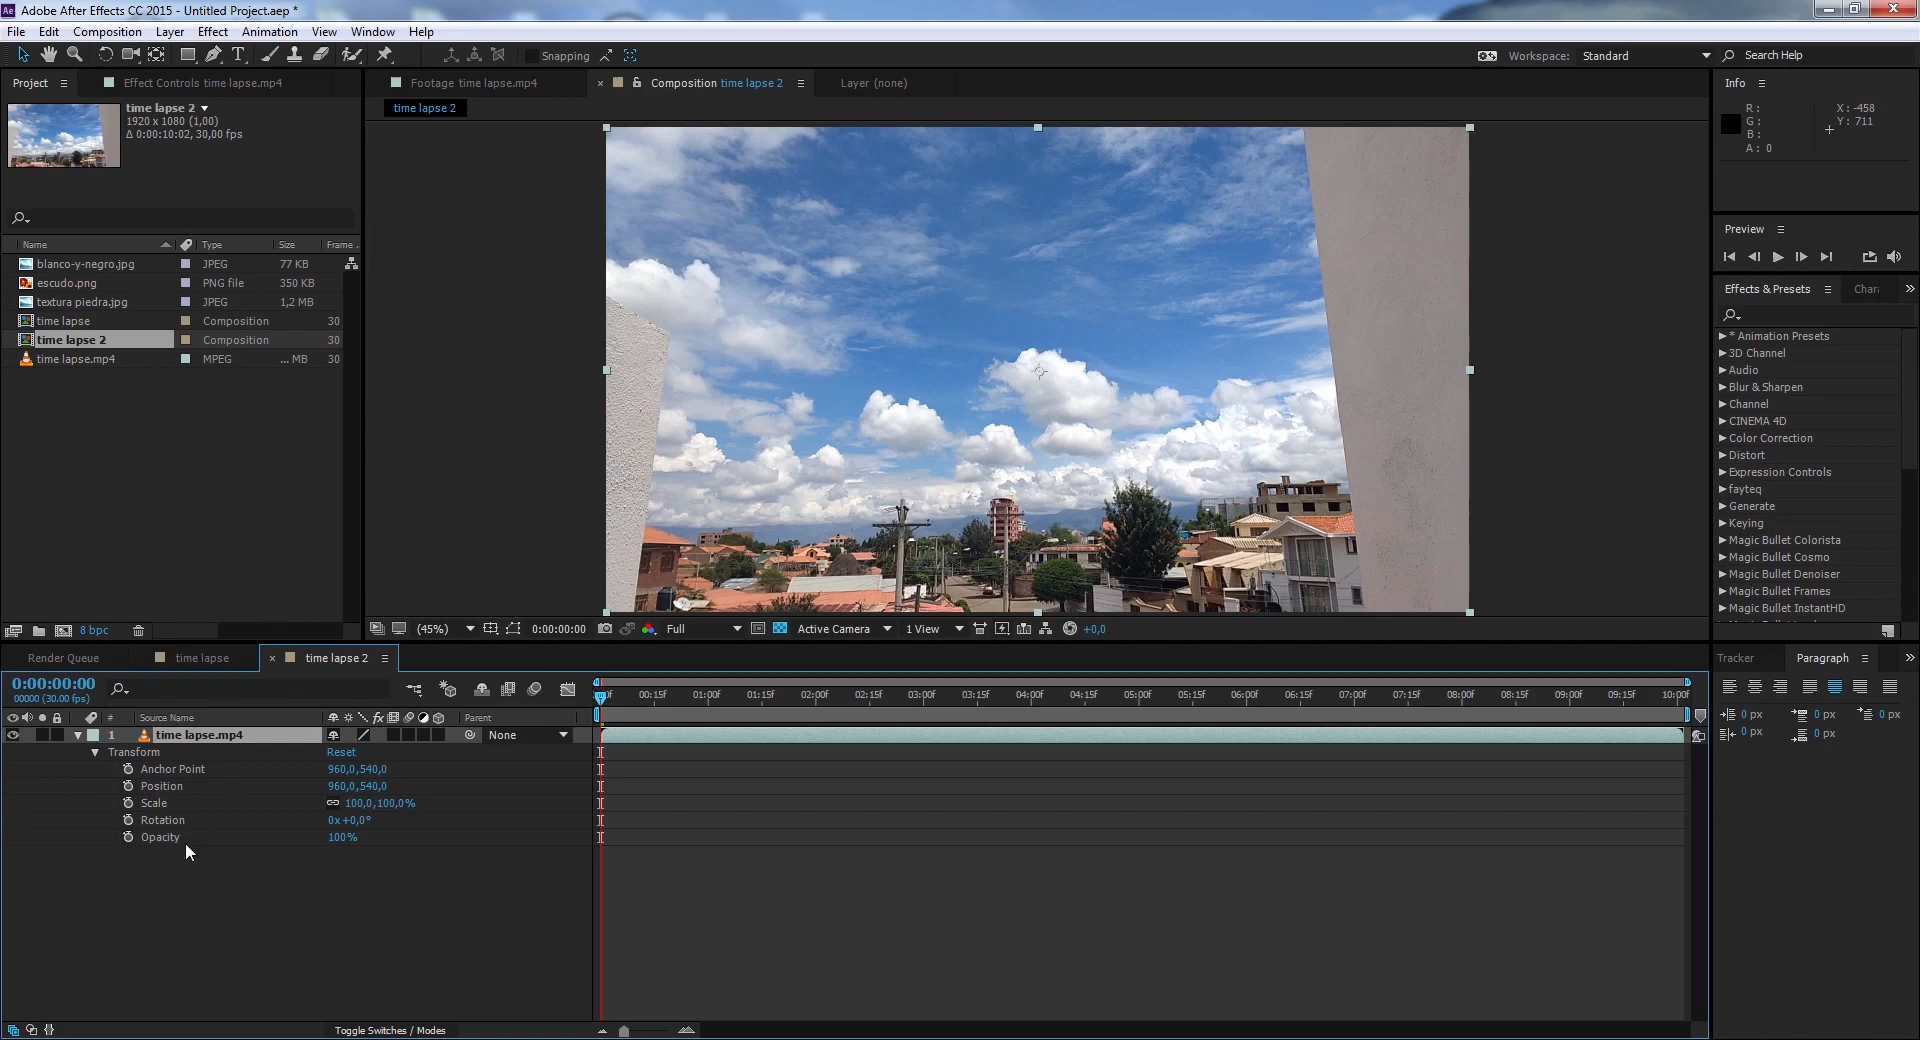 Ae Adobe After Effects CC 2015 - Untitled Project.aep *
File Edit Composition Layer Effect Animation View Window Help
T Snapping Workspace: Standard Search Help
Project Effect Controls time lapse.mp4 Footage time lapse.mp4 × Composition time lapse 2 Layer (none) Info
time lapse 2
1920 x 1080 (1,00)
Δ 0:00:10:02, 30,00 fps
time lapse 2
R :
G :
B :
A : 0
X : -458
Y : 711
Name Type Size Frame .
blanco-y-negro.jpg JPEG 77 KB
escudo.png PNG file 350 KB
textura piedra.jpg JPEG 1,2 MB
time lapse Composition 30
time lapse 2 Composition 30
time lapse.mp4 MPEG ... MB 30
8 bpc
(45%) 0:00:00:00 Full Active Camera 1 View +0,0
Preview
Effects & Presets Chara »
* Animation Presets
3D Channel
Audio
Blur & Sharpen
Channel
CINEMA 4D
Color Correction
Distort
Expression Controls
fayteq
Generate
Keying
Magic Bullet Colorista
Magic Bullet Cosmo
Magic Bullet Denoiser
Magic Bullet Frames
Magic Bullet InstantHD
Render Queue time lapse × time lapse 2
0:00:00:00
00000 (30.00 fps)
00:15f 01:00f 01:15f 02:00f 02:15f 03:00f 03:15f 04:00f 04:15f 05:00f 05:15f 06:00f 06:15f 07:00f 07:15f 08:00f 08:15f 09:00f 09:15f 10:00f
# Source Name fx Parent
1 time lapse.mp4 None
Transform Reset
Anchor Point 960,0,540,0
Position 960,0,540,0
Scale 100,0,100,0%
Rotation 0x+0,0°
Opacity 100%
Toggle Switches / Modes
Tracker Paragraph »
0 px 0 px 0 px
0 px 0 px